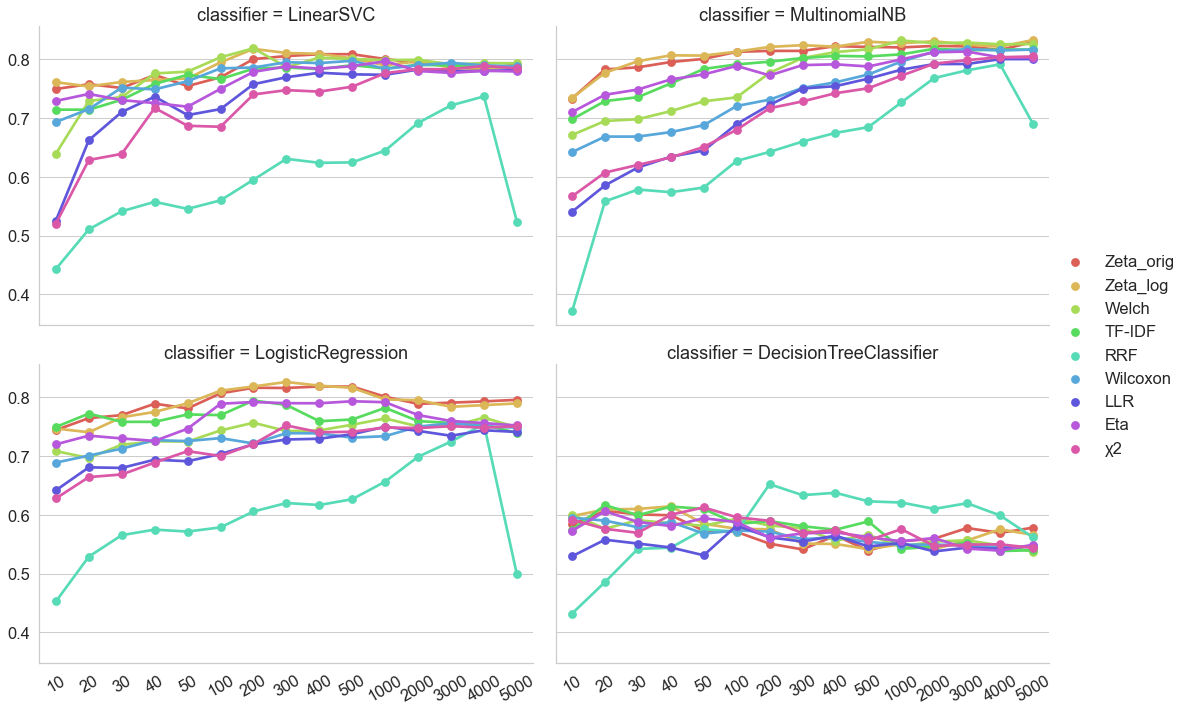 classifier = LinearSVC
classifier = MultinomialNB
0.8
0.7
0.6
0.5
0.4
Zeta_orig
Zeta_log
Welch
TF-IDF
RRF
Wilcoxon
LLR
Eta
χ2
classifier = LogisticRegression
classifier = DecisionTreeClassifier
0.8
0.7
0.6
0.5
0.4
10 20 30 40 50 100 200 300 400 500 1000 2000 3000 4000 5000
10 20 30 40 50 100 200 300 400 500 1000 2000 3000 4000 5000